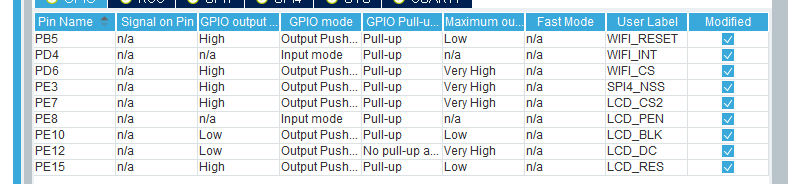 Pin Name Signal on Pin GPIO output ... GPIO mode GPIO Pull-u... Maximum ou... Fast Mode User Label Modified
PB5 n/a High Output Push... Pull-up Low n/a WIFI_RESET
PD4 n/a n/a Input mode Pull-up n/a n/a WIFI_INT
PD6 n/a High Output Push... Pull-up Very High n/a WIFI_CS
PE3 n/a High Output Push... Pull-up Very High n/a SPI4_NSS
PE7 n/a High Output Push... Pull-up Very High n/a LCD_CS2
PE8 n/a n/a Input mode Pull-up n/a n/a LCD_PEN
PE10 n/a Low Output Push... Pull-up Low n/a LCD_BLK
PE12 n/a Low Output Push... No pull-up a... Very High n/a LCD_DC
PE15 n/a High Output Push... Pull-up Low n/a LCD_RES